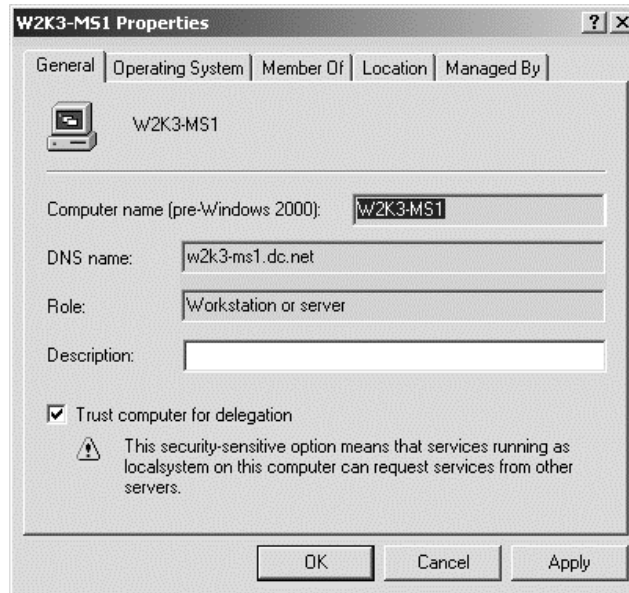 W2K3-MS1 Properties
General Operating System Member Of Location Managed By
W2K3-MS1
Computer name (pre-Windows 2000): W2K3-MS1
DNS name: w2k3-ms1.dc.net
Role: Workstation or server
Description:
Trust computer for delegation
This security-sensitive option means that services running as
localsystem on this computer can request services from other
servers.
OK Cancel Apply